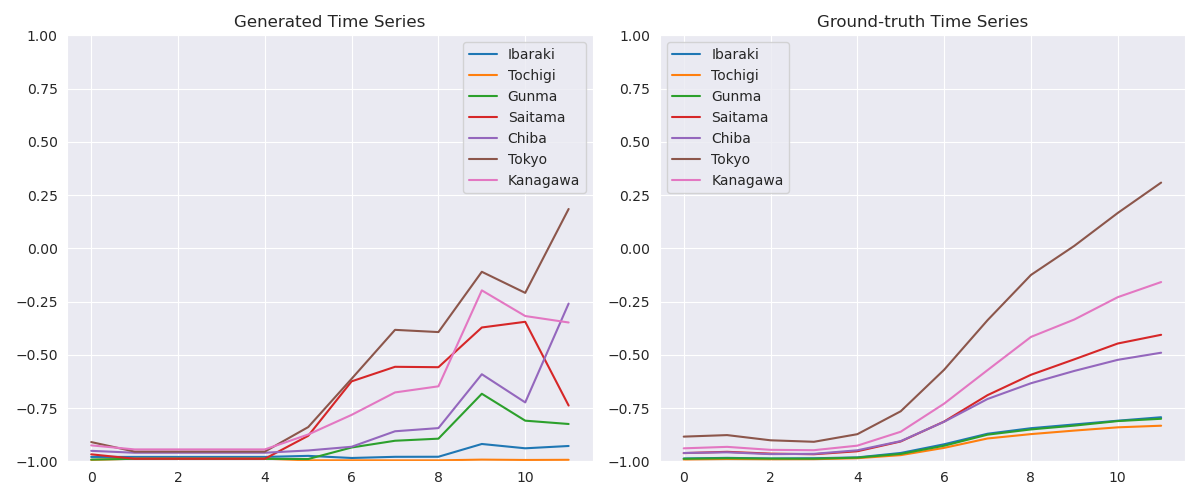 Generated Time Series
1.00
0.75
0.50
0.25
0.00
−0.25
−0.50
−0.75
−1.00
0 2 4 6 8 10
Ibaraki
Tochigi
Gunma
Saitama
Chiba
Tokyo
Kanagawa
Ground-truth Time Series
1.00
0.75
0.50
0.25
0.00
−0.25
−0.50
−0.75
−1.00
0 2 4 6 8 10
Ibaraki
Tochigi
Gunma
Saitama
Chiba
Tokyo
Kanagawa